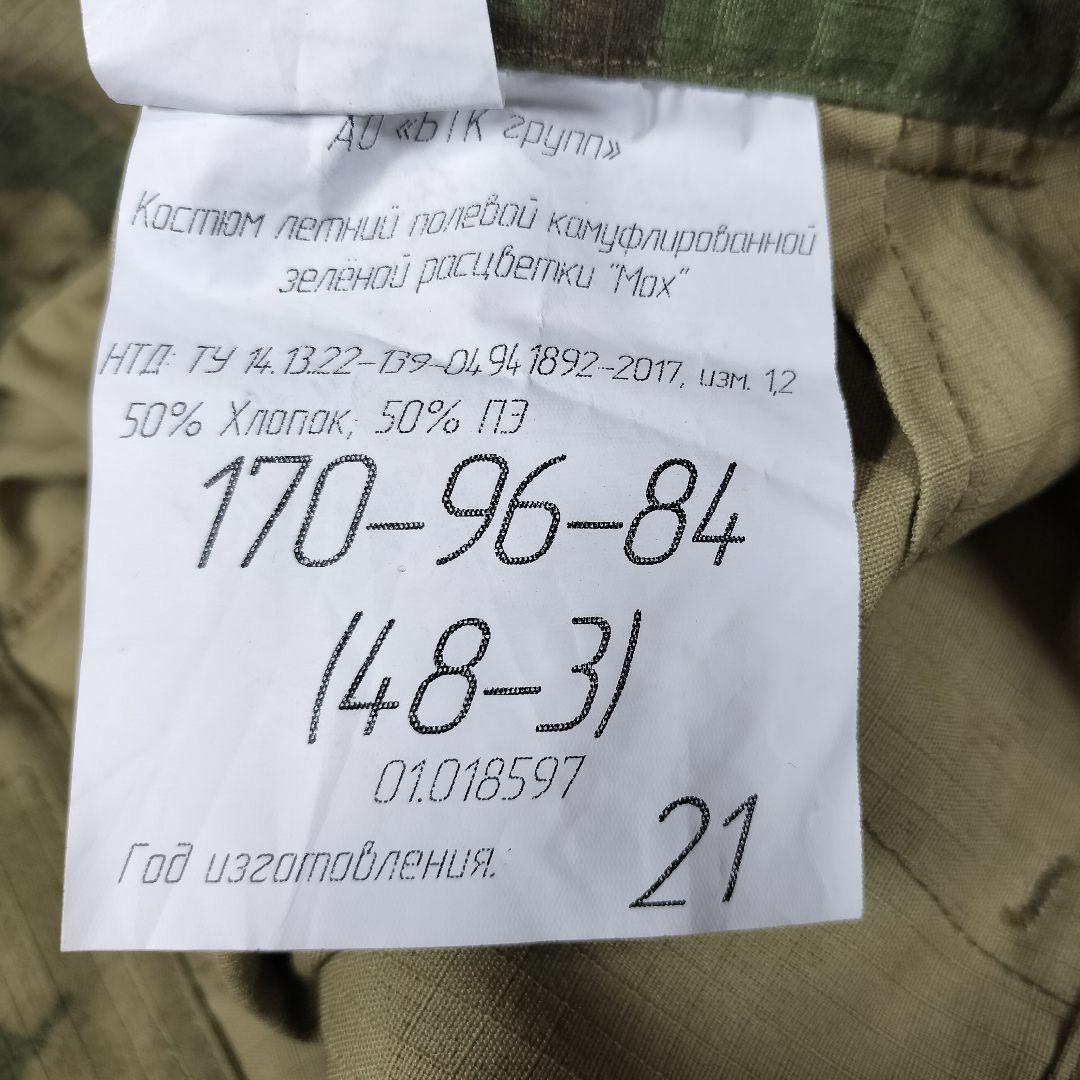 АО «БТК групп»
Костюм летний полевой камуфлированной
зелёной расцветки "Мох"
НТД: ТУ 14.13.22-139-04941892-2017, изм. 1,2
50% Хлопок, 50% ПЭ
170-96-84
(48-3)
01.018597
Год изготовления: 21